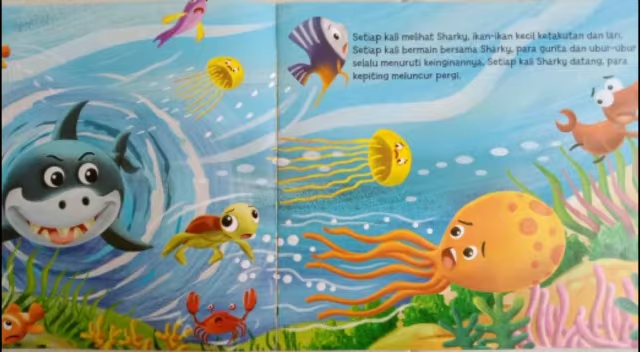 Setiap kali melihat Sharky, ikan-ikan kecil ketakutan dan lari.
Setiap kali bermain bersama Sharky, para gurita dan ubur-ubur
selalu menuruti keinginannya. Setiap kali Sharky datang, para
kepiting meluncur pergi.